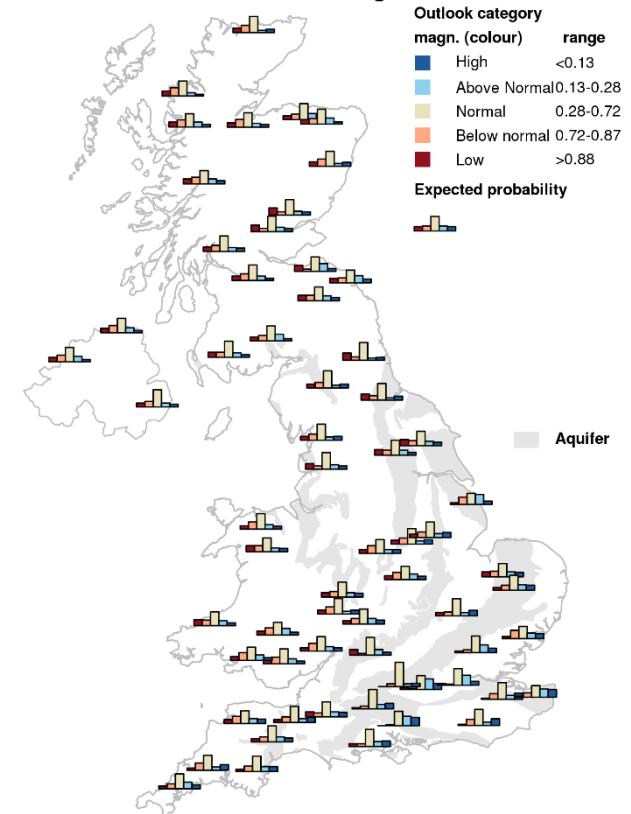 Outlook category
magn. (colour) range
High <0.13
Above Normal 0.13-0.28
Normal 0.28-0.72
Below normal 0.72-0.87
Low >0.88
Expected probability
Aquifer